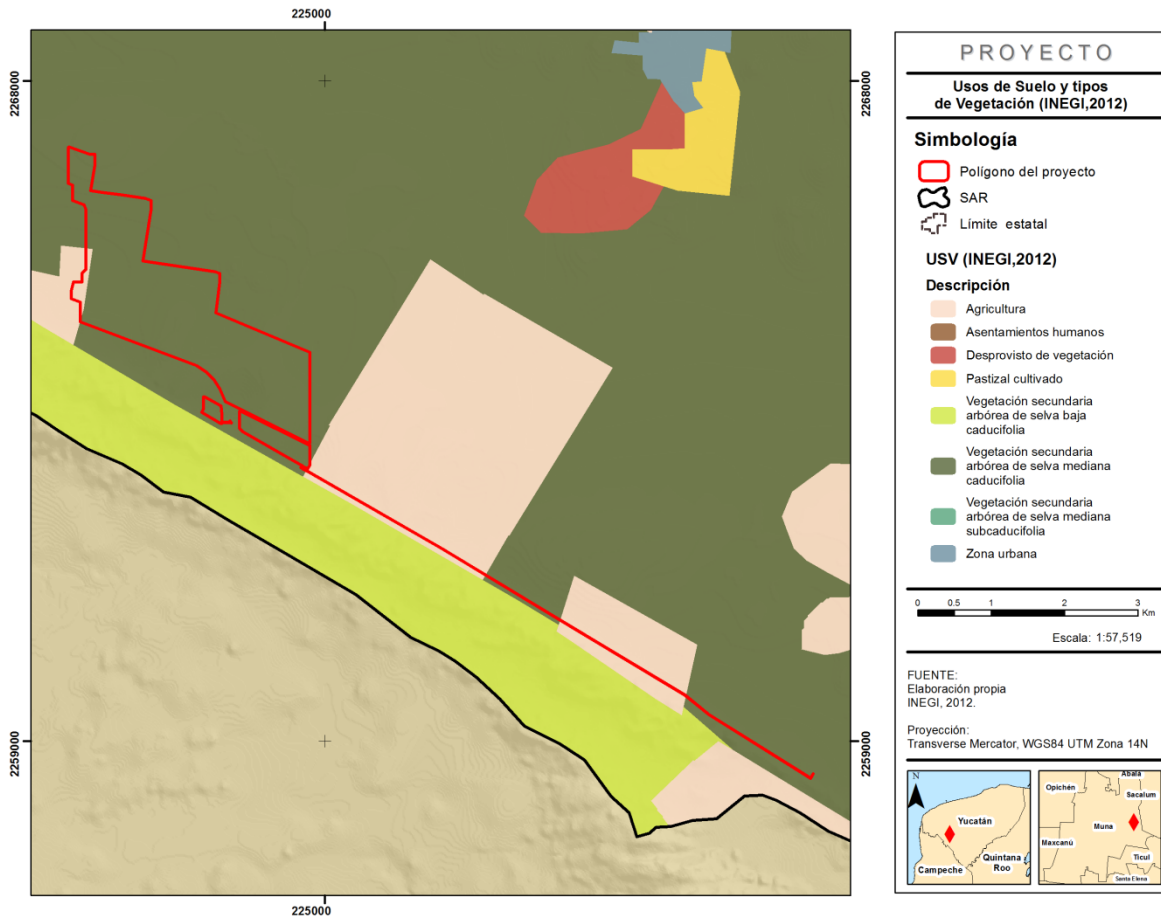 225000
2268000
2268000
2259000
2259000
225000
PROYECTO
Usos de Suelo y tipos
de Vegetación (INEGI,2012)
Simbología
Polígono del proyecto
SAR
Límite estatal
USV (INEGI,2012)
Descripción
Agricultura
Asentamientos humanos
Desprovisto de vegetación
Pastizal cultivado
Vegetación secundaria
arbórea de selva baja
caducifolia
Vegetación secundaria
arbórea de selva mediana
caducifolia
Vegetación secundaria
arbórea de selva mediana
subcaducifolia
Zona urbana
0 0.5 1 2 3
Km
Escala: 1:57,519
FUENTE:
Elaboración propia
INEGI, 2012.
Proyección:
Transverse Mercator, WGS84 UTM Zona 14N
N
Yucatán
Quintana
Roo
Campeche
Abalá
Opichén
Sacalum
Muna
Maxcanú
Ticul
Santa Elena